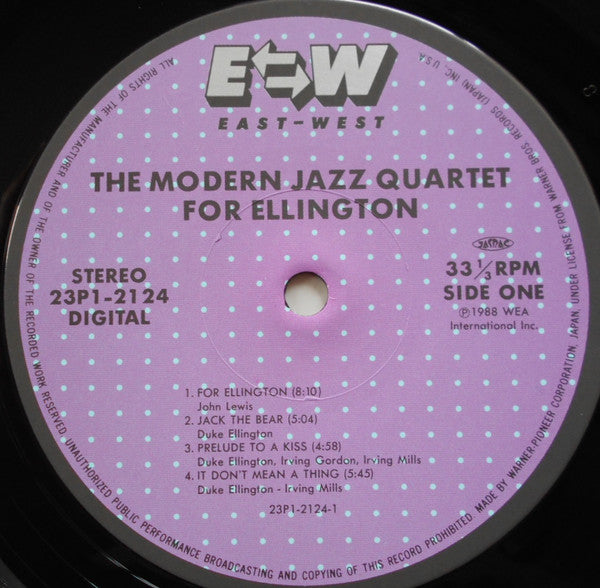 E W
EAST-WEST
THE MODERN JAZZ QUARTET
FOR ELLINGTON
STEREO
23P1-2124
DIGITAL
JASRAC
33 1/3 RPM
SIDE ONE
Ⓟ1988 WEA
International Inc.
1. FOR ELLINGTON (8:10)
John Lewis
2. JACK THE BEAR (5:04)
Duke Ellington
3. PRELUDE TO A KISS (4:58)
Duke Ellington, Irving Gordon, Irving Mills
4. IT DON'T MEAN A THING (5:45)
Duke Ellington - Irving Mills
23P1-2124-1
ALL RIGHTS OF THE MANUFACTURER AND OF THE OWNER OF THE RECORDED WORK RESERVED. UNAUTHORIZED PUBLIC PERFORMANCE BROADCASTING AND COPYING OF THIS RECORD PROHIBITED. MADE BY WARNER-PIONEER CORPORATION, JAPAN, UNDER LICENSE FROM WARNER BROS. RECORDS (JAPAN) INC. U.S.A.